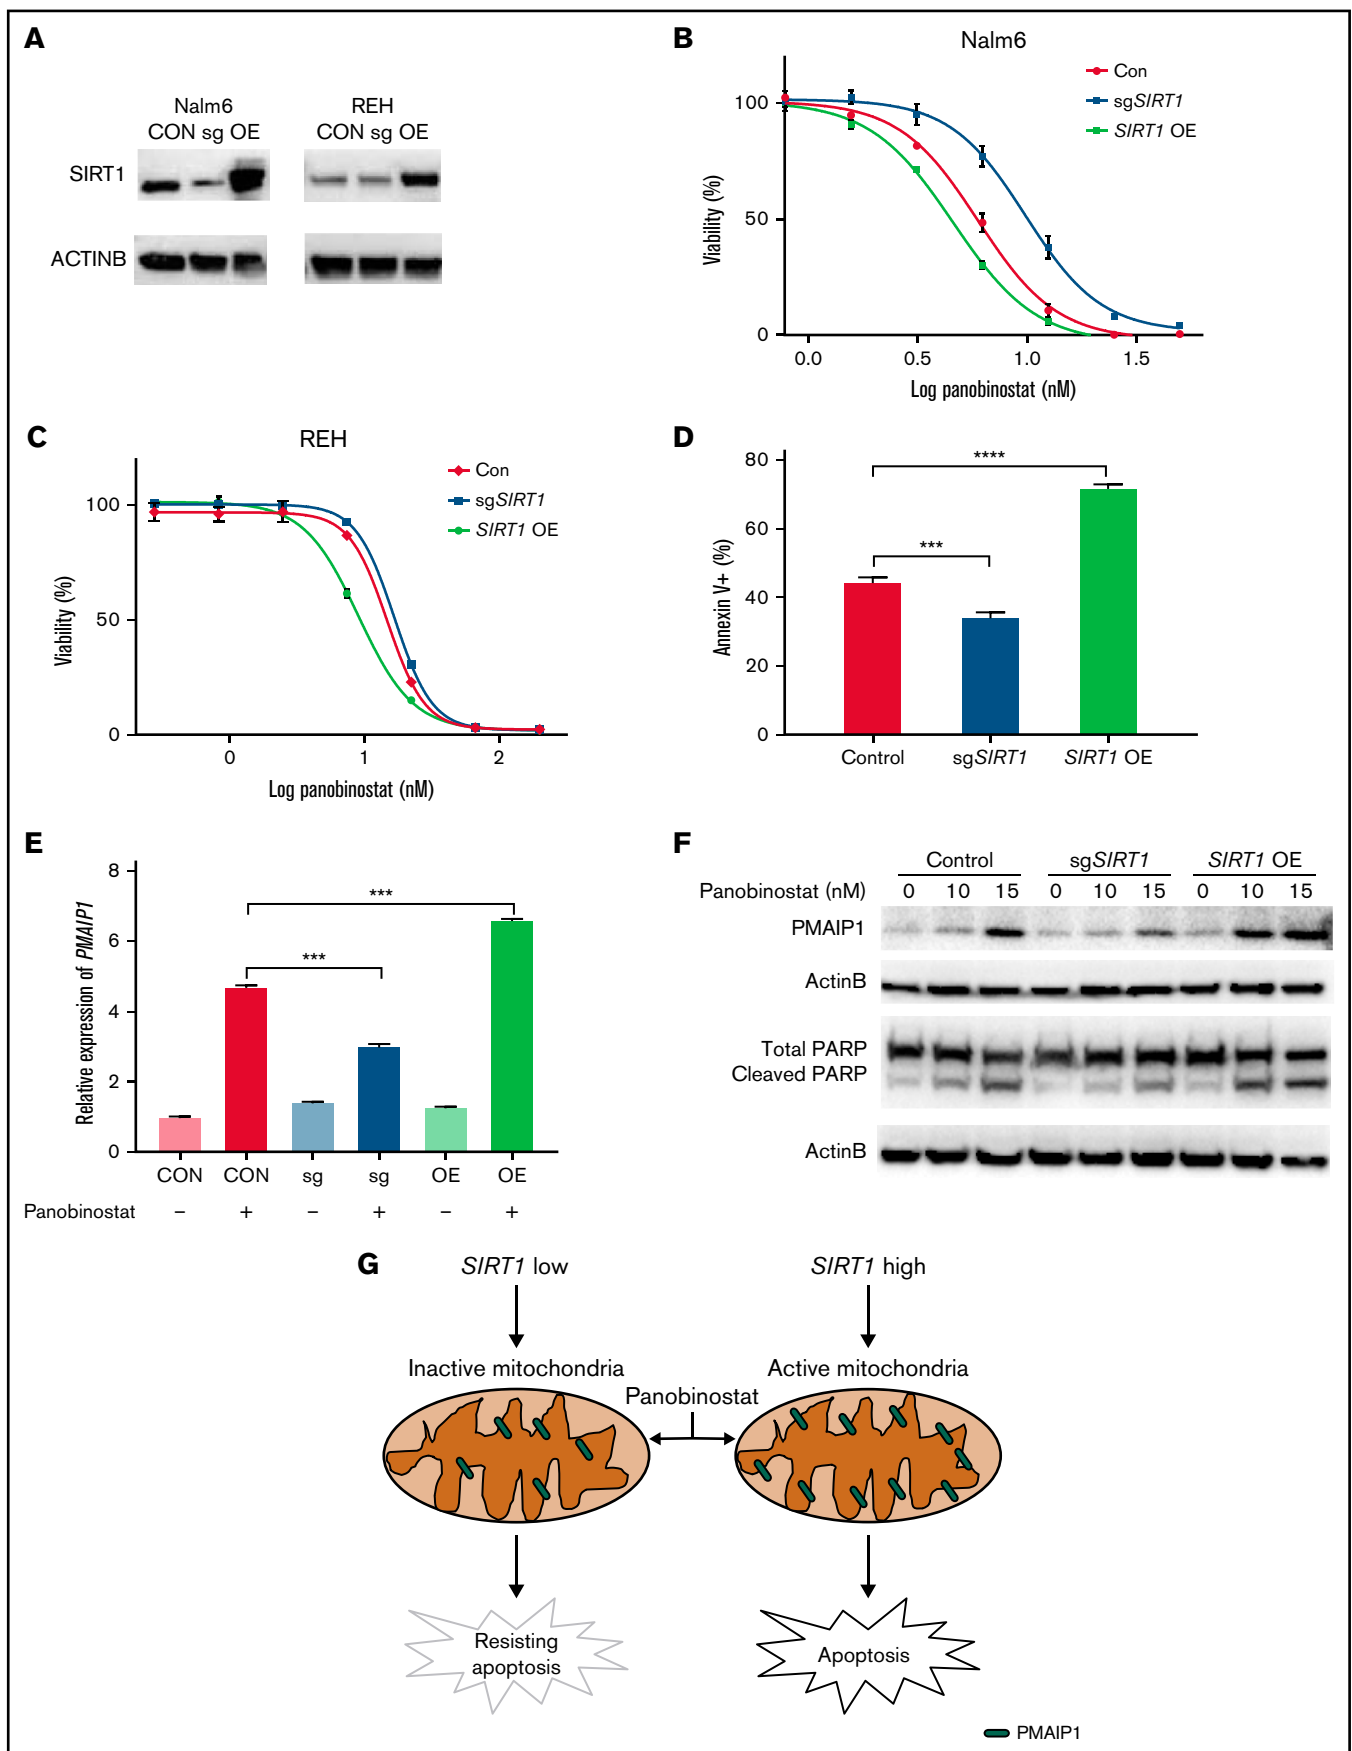 A
Nalm6
CON sg OE
REH
CON sg OE
SIRT1
ACTINB
B
Nalm6
Con
sgSIRT1
SIRT1 OE
100
50
0
Viability (%)
0.0 0.5 1.0 1.5
Log panobinostat (nM)
C
REH
Con
sgSIRT1
SIRT1 OE
100
50
0
Viability (%)
0 1 2
Log panobinostat (nM)
D
80
60
40
20
0
Annexin V+ (%)
****
***
Control sgSIRT1 SIRT1 OE
E
8
6
4
2
0
Relative expression of PMAIP1
***
***
CON CON sg sg OE OE
Panobinostat − + − + − +
F
Control sgSIRT1 SIRT1 OE
Panobinostat (nM) 0 10 15 0 10 15 0 10 15
PMAIP1
ActinB
Total PARP
Cleaved PARP
ActinB
G
SIRT1 low
SIRT1 high
Inactive mitochondria
Active mitochondria
Panobinostat
Resisting
apoptosis
Apoptosis
PMAIP1